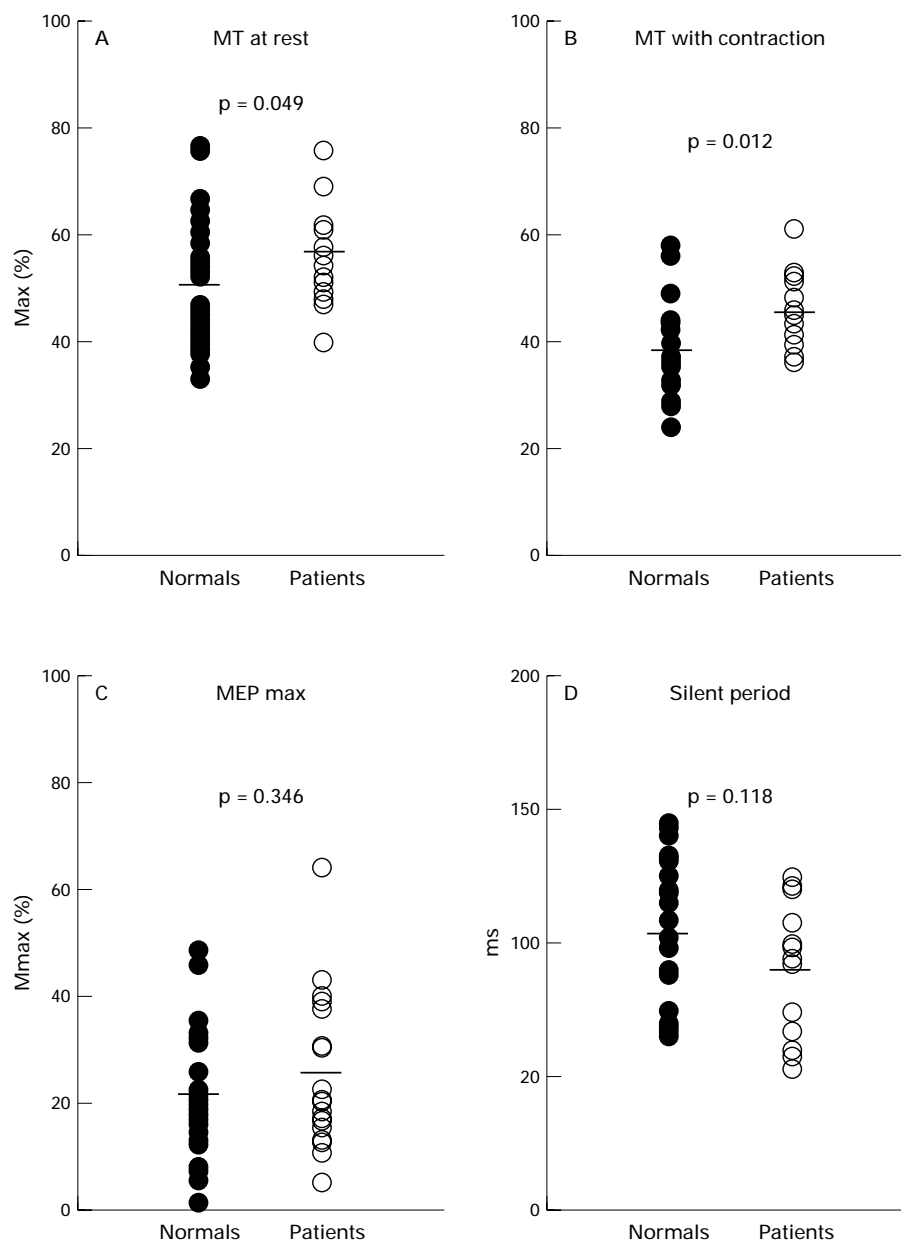 A
MT at rest
p = 0.049
Max (%)
100
80
60
40
20
0
Normals
Patients
B
MT with contraction
p = 0.012
100
80
60
40
20
0
Normals
Patients
C
MEP max
p = 0.346
Mmax (%)
100
80
60
40
20
0
Normals
Patients
D
Silent period
p = 0.118
ms
200
150
100
20
0
Normals
Patients